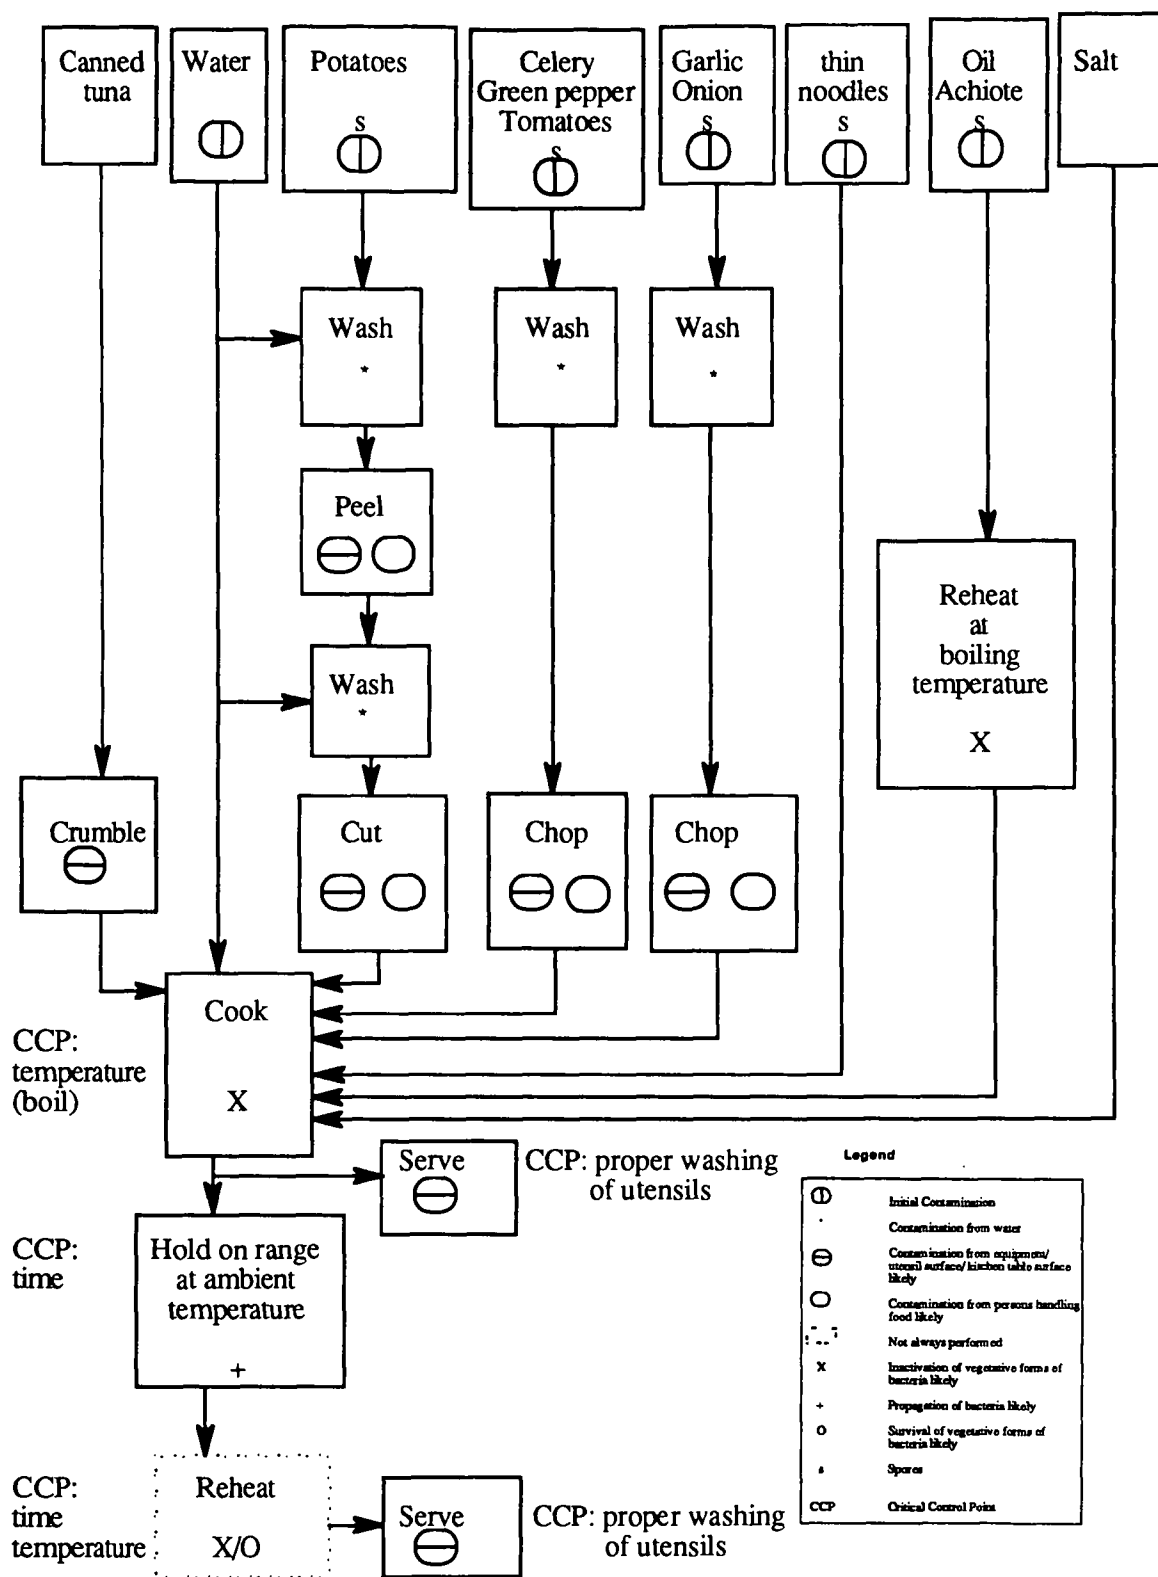 Canned
tuna
Water
Potatoes
s
Celery
Green pepper
Tomatoes
s
Garlic
Onion
s
thin
noodles
s
Oil
Achiote
s
Salt
Wash
*
Wash
*
Wash
*
Peel
Wash
*
Reheat
at
boiling
temperature
X
Crumble
Cut
Chop
Chop
Cook
X
CCP:
temperature
(boil)
Serve
CCP: proper washing
of utensils
Hold on range
at ambient
temperature
+
CCP:
time
Reheat
X/O
CCP:
time
temperature
Serve
CCP: proper washing
of utensils
Legend
Initial Contamination
Contamination from water
Contamination from equipment/
utensil surface/ kitchen table surface
likely
Contamination from persons handling
food likely
Not always performed
X Inactivation of vegetative forms of
bacteria likely
+ Propagation of bacteria likely
O Survival of vegetative forms of
bacteria likely
s Spores
CCP Critical Control Point